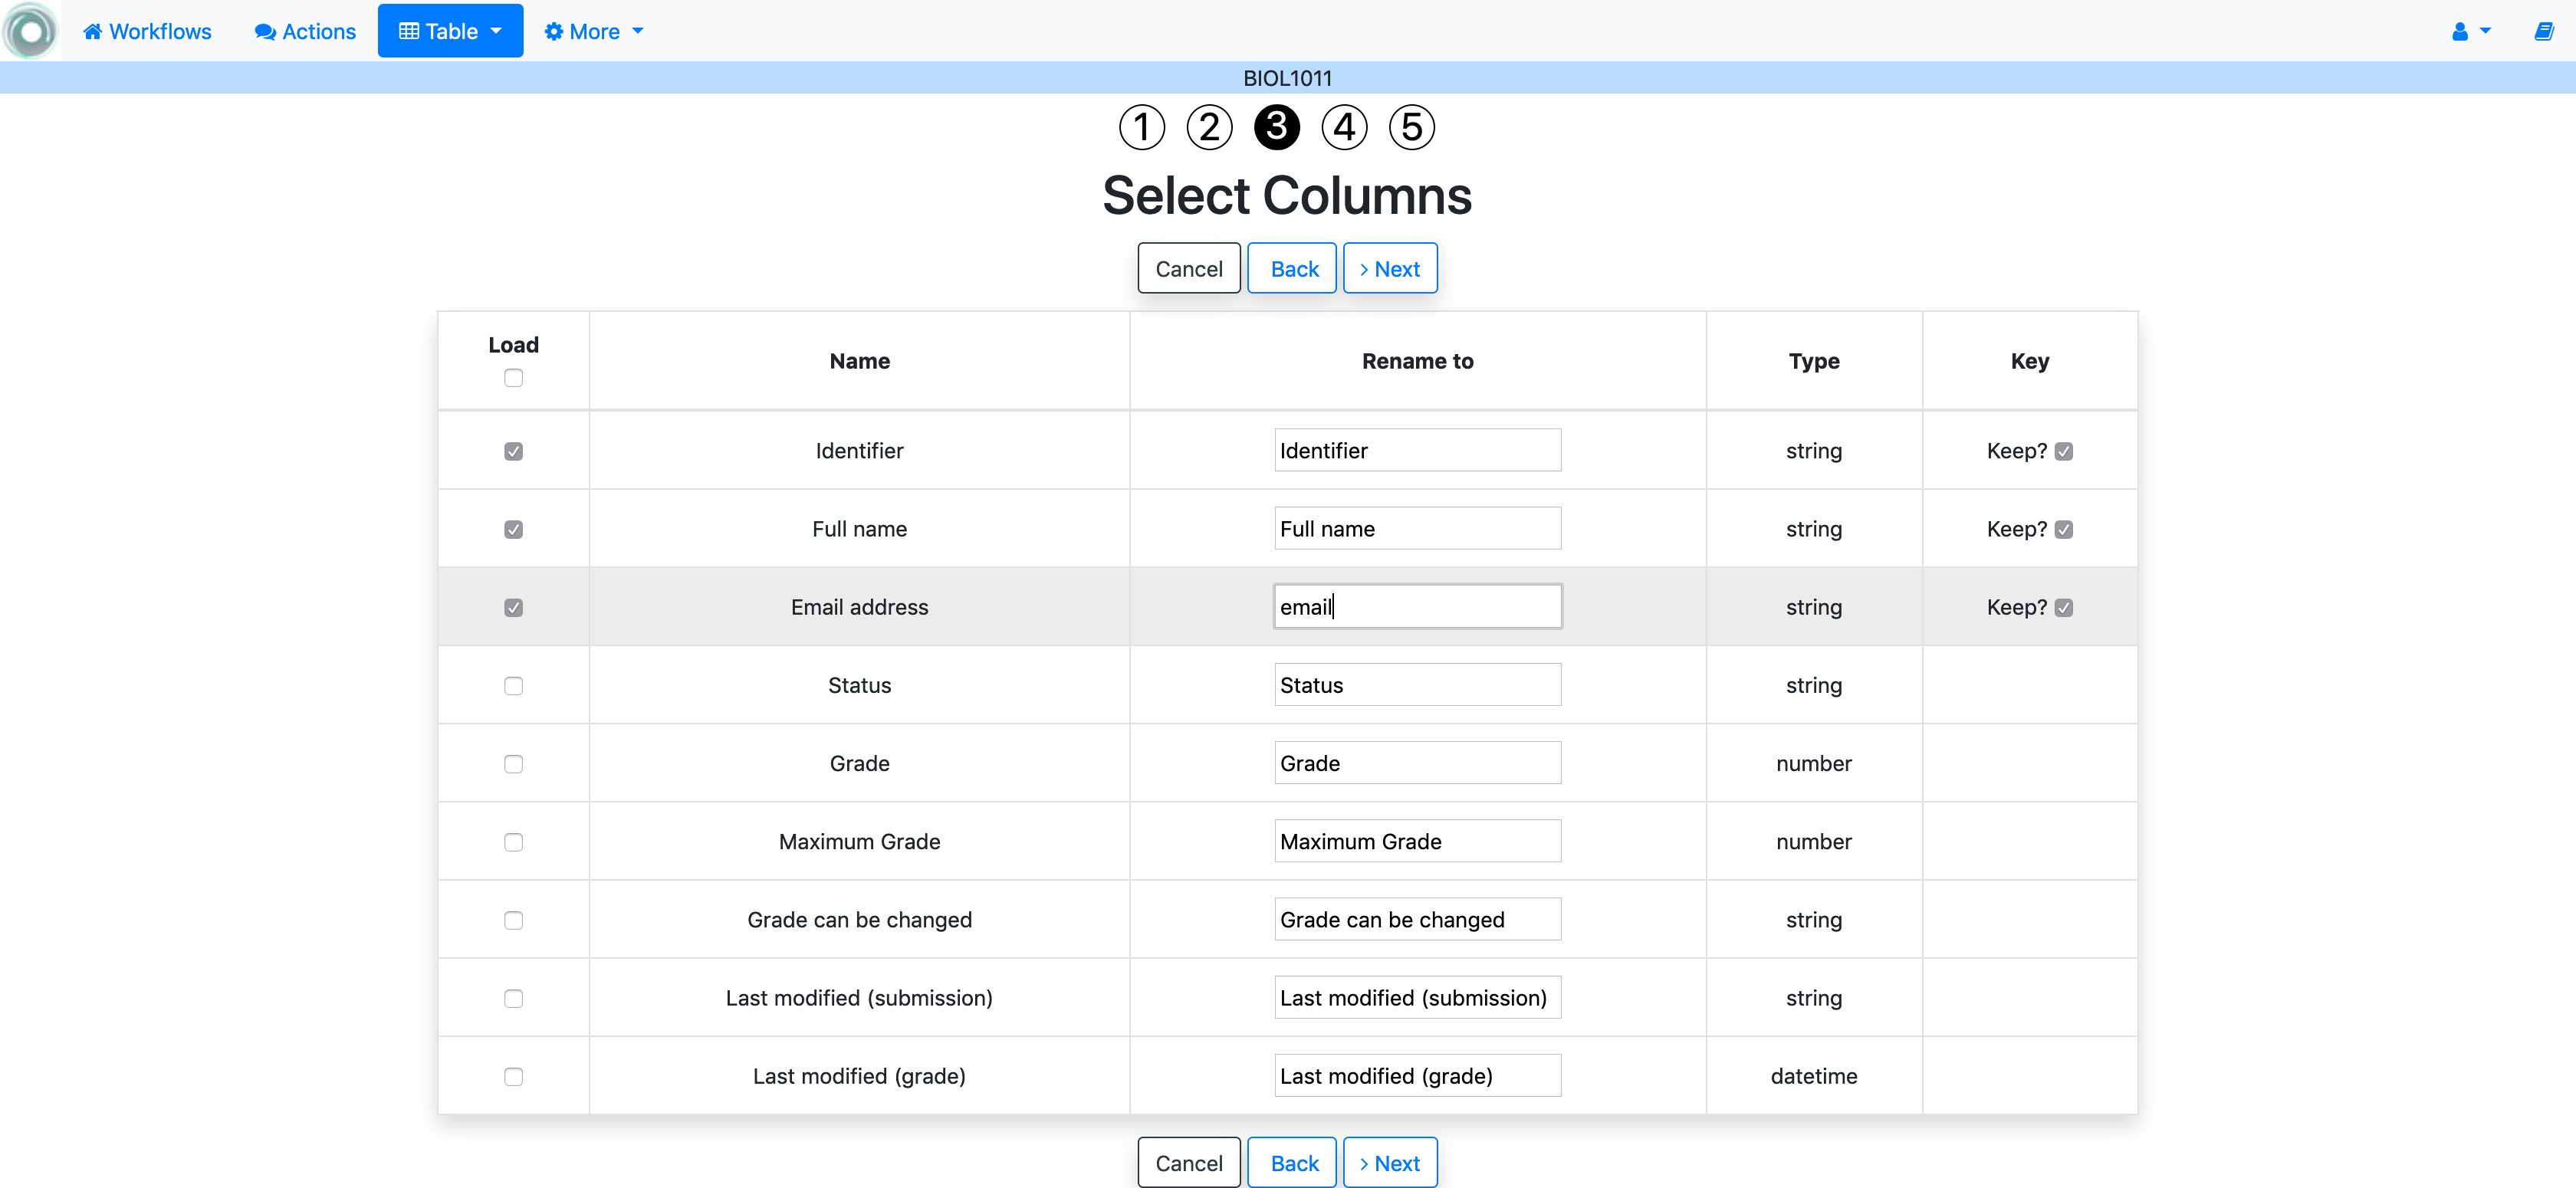 Workflows Actions Table More
BIOL1011
1 2 3 4 5
Select Columns
Cancel Back > Next
Load Name Rename to Type Key
Identifier Identifier string Keep?
Full name Full name string Keep?
Email address email string Keep?
Status Status string
Grade Grade number
Maximum Grade Maximum Grade number
Grade can be changed Grade can be changed string
Last modified (submission) Last modified (submission) string
Last modified (grade) Last modified (grade) datetime
Cancel Back > Next